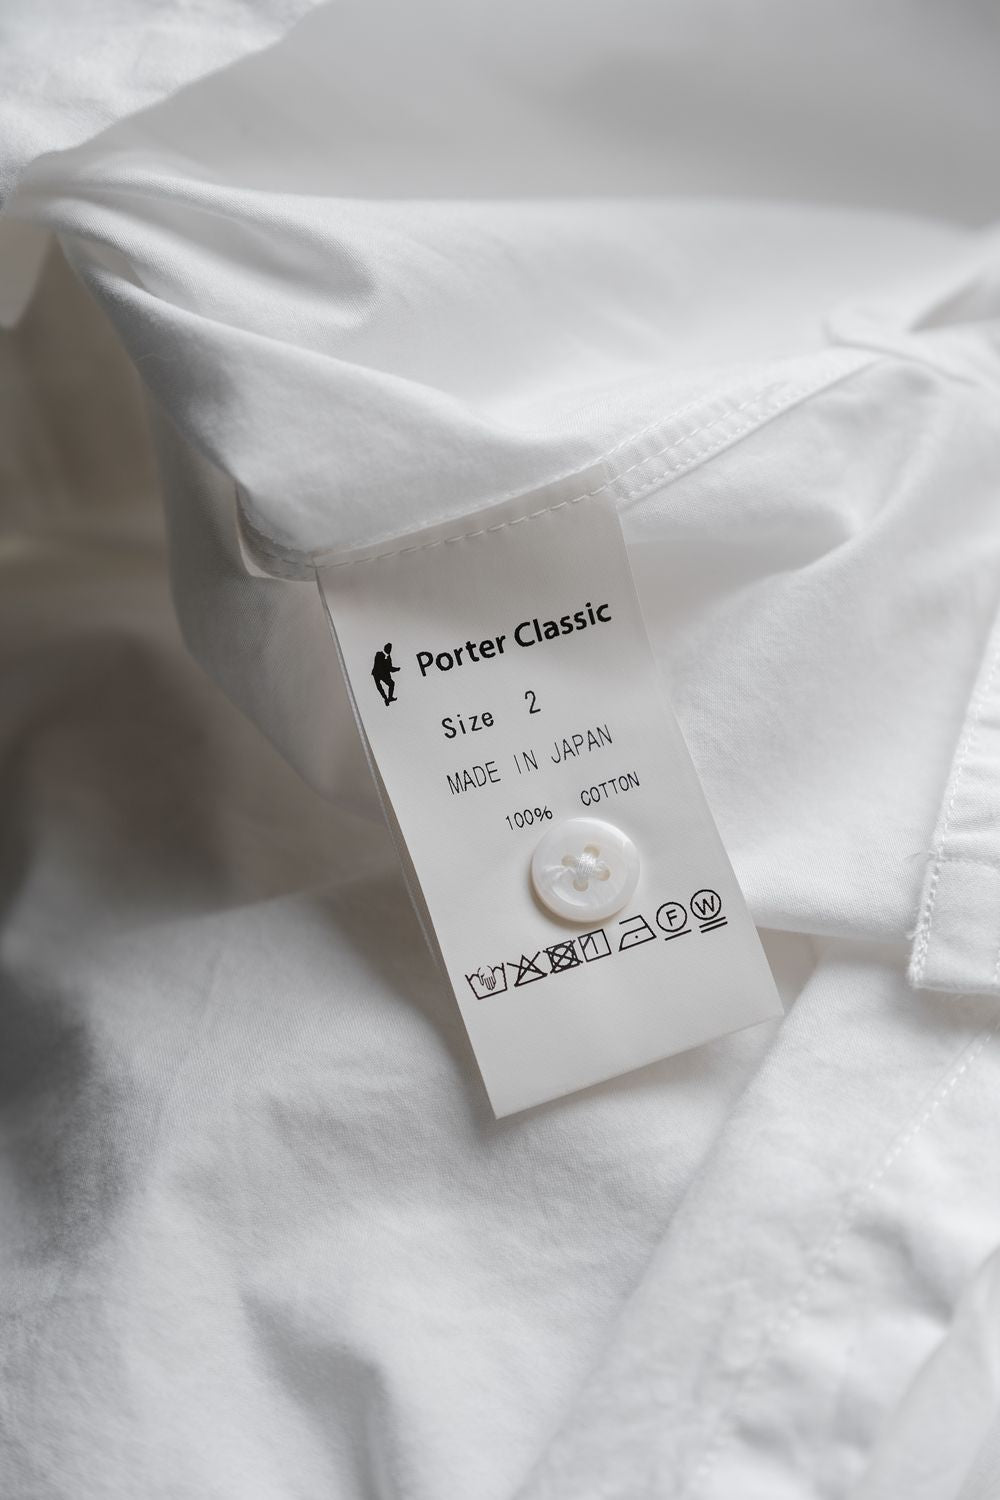 Porter Classic
Size 2
MADE IN JAPAN
100% COTTON
F W